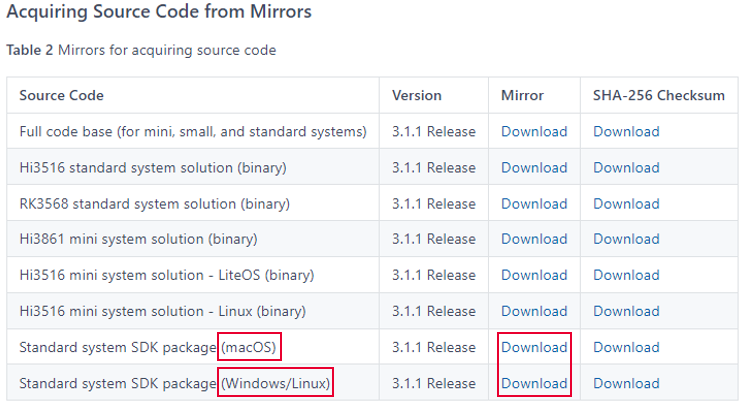 Acquiring Source Code from Mirrors
Table 2 Mirrors for acquiring source code
Source Code Version Mirror SHA-256 Checksum
Full code base (for mini, small, and standard systems) 3.1.1 Release Download Download
Hi3516 standard system solution (binary) 3.1.1 Release Download Download
RK3568 standard system solution (binary) 3.1.1 Release Download Download
Hi3861 mini system solution (binary) 3.1.1 Release Download Download
Hi3516 mini system solution - LiteOS (binary) 3.1.1 Release Download Download
Hi3516 mini system solution - Linux (binary) 3.1.1 Release Download Download
Standard system SDK package (macOS) 3.1.1 Release Download Download
Standard system SDK package (Windows/Linux) 3.1.1 Release Download Download